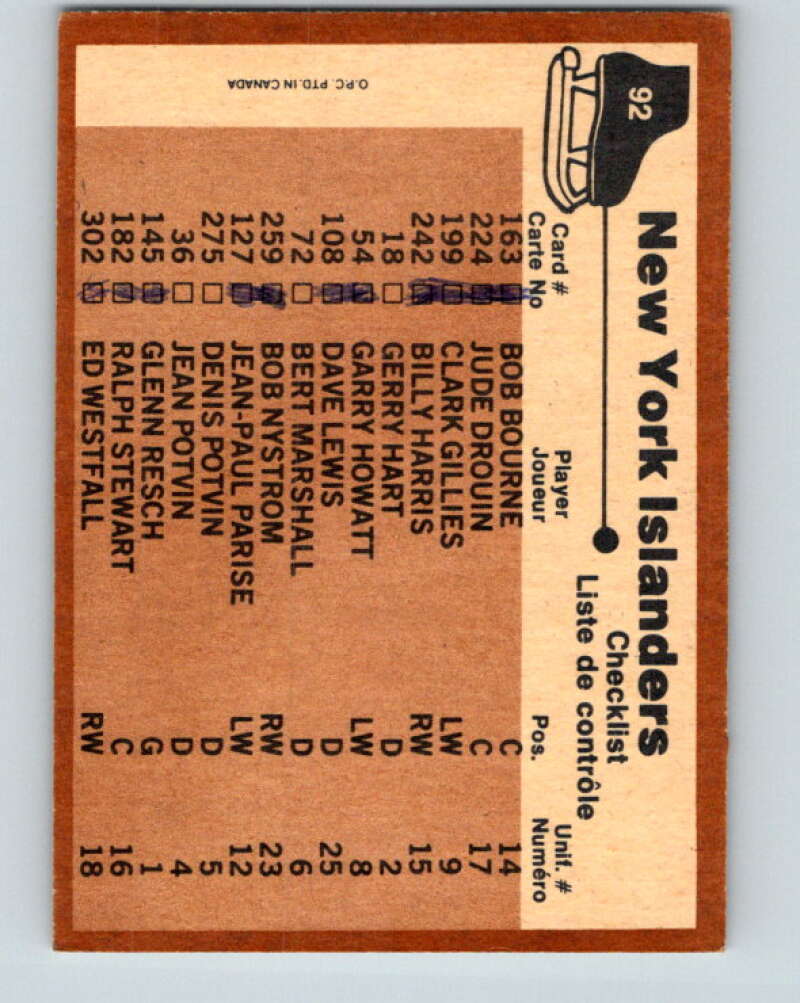 92
New York Islanders
Checklist
Liste de contrôle
Card # Player Pos. Unif. #
Carte No Joueur Numéro
163 BOB BOURNE C 14
224 JUDE DROUIN C 17
199 CLARK GILLIES LW 9
242 BILLY HARRIS RW 15
18 GERRY HART D 2
54 GARRY HOWATT LW 8
108 DAVE LEWIS D 25
72 BERT MARSHALL D 6
259 BOB NYSTROM RW 23
127 JEAN-PAUL PARISE LW 12
275 DENIS POTVIN D 5
36 JEAN POTVIN D 4
145 GLENN RESCH G 1
182 RALPH STEWART C 16
302 ED WESTFALL RW 18
O.P.C. PTD. IN CANADA